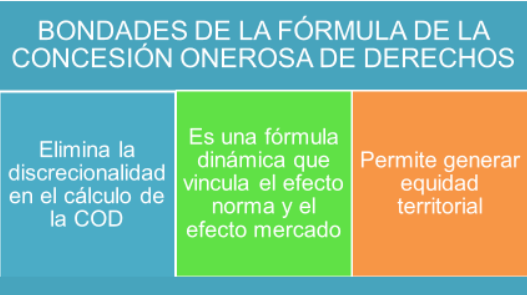 BONDADES DE LA FÓRMULA DE LA
CONCESIÓN ONEROSA DE DERECHOS
Elimina la
discrecionalidad
en el cálculo de
la COD
Es una fórmula
dinámica que
vincula el efecto
norma y el
efecto mercado
Permite generar
equidad
territorial